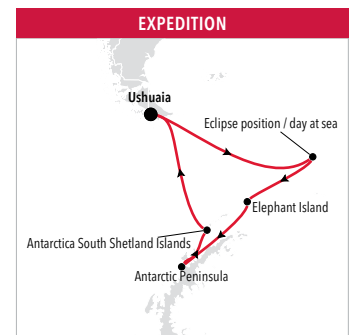 EXPEDITION
Ushuaia
Eclipse position / day at sea
Elephant Island
Antarctica South Shetland Islands
Antarctic Peninsula